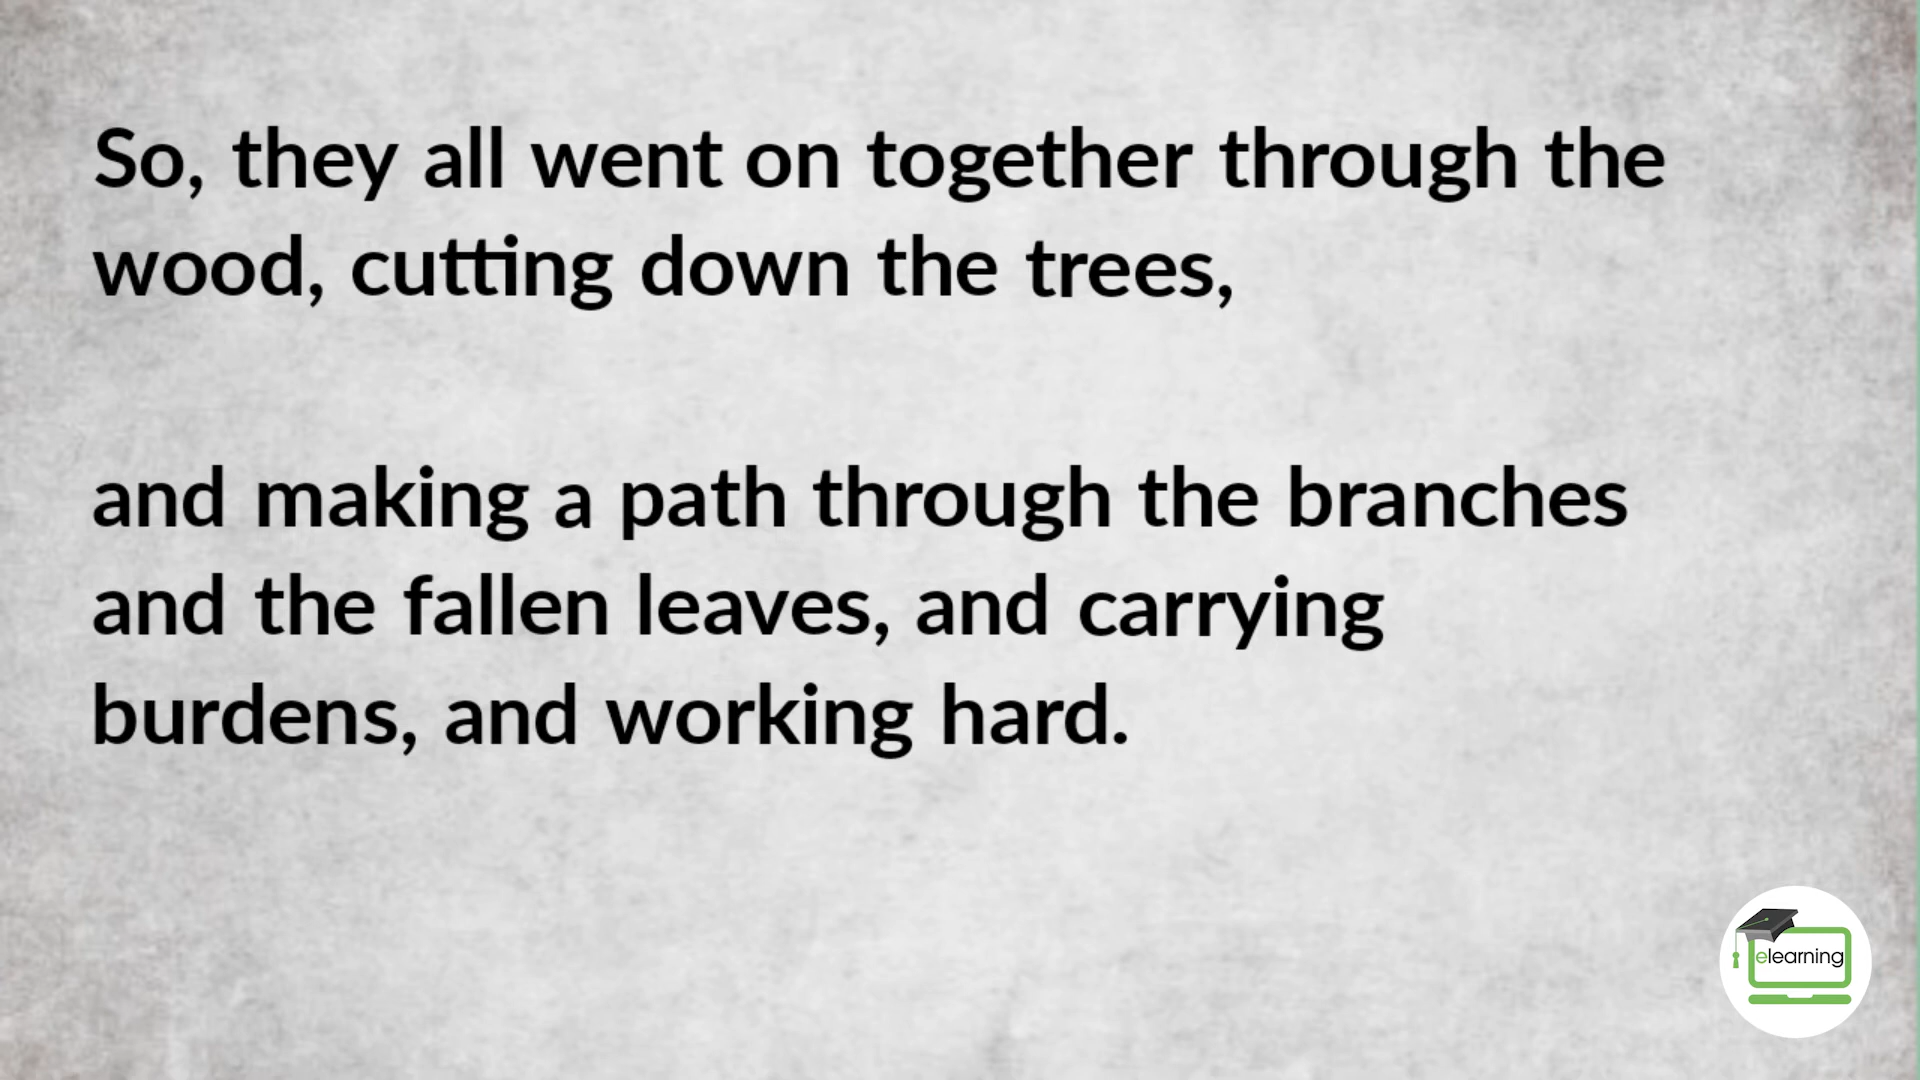 So, they all went on together through the
wood, cutting down the trees,
and making a path through the branches
and the fallen leaves, and carrying
burdens, and working hard.
elearning